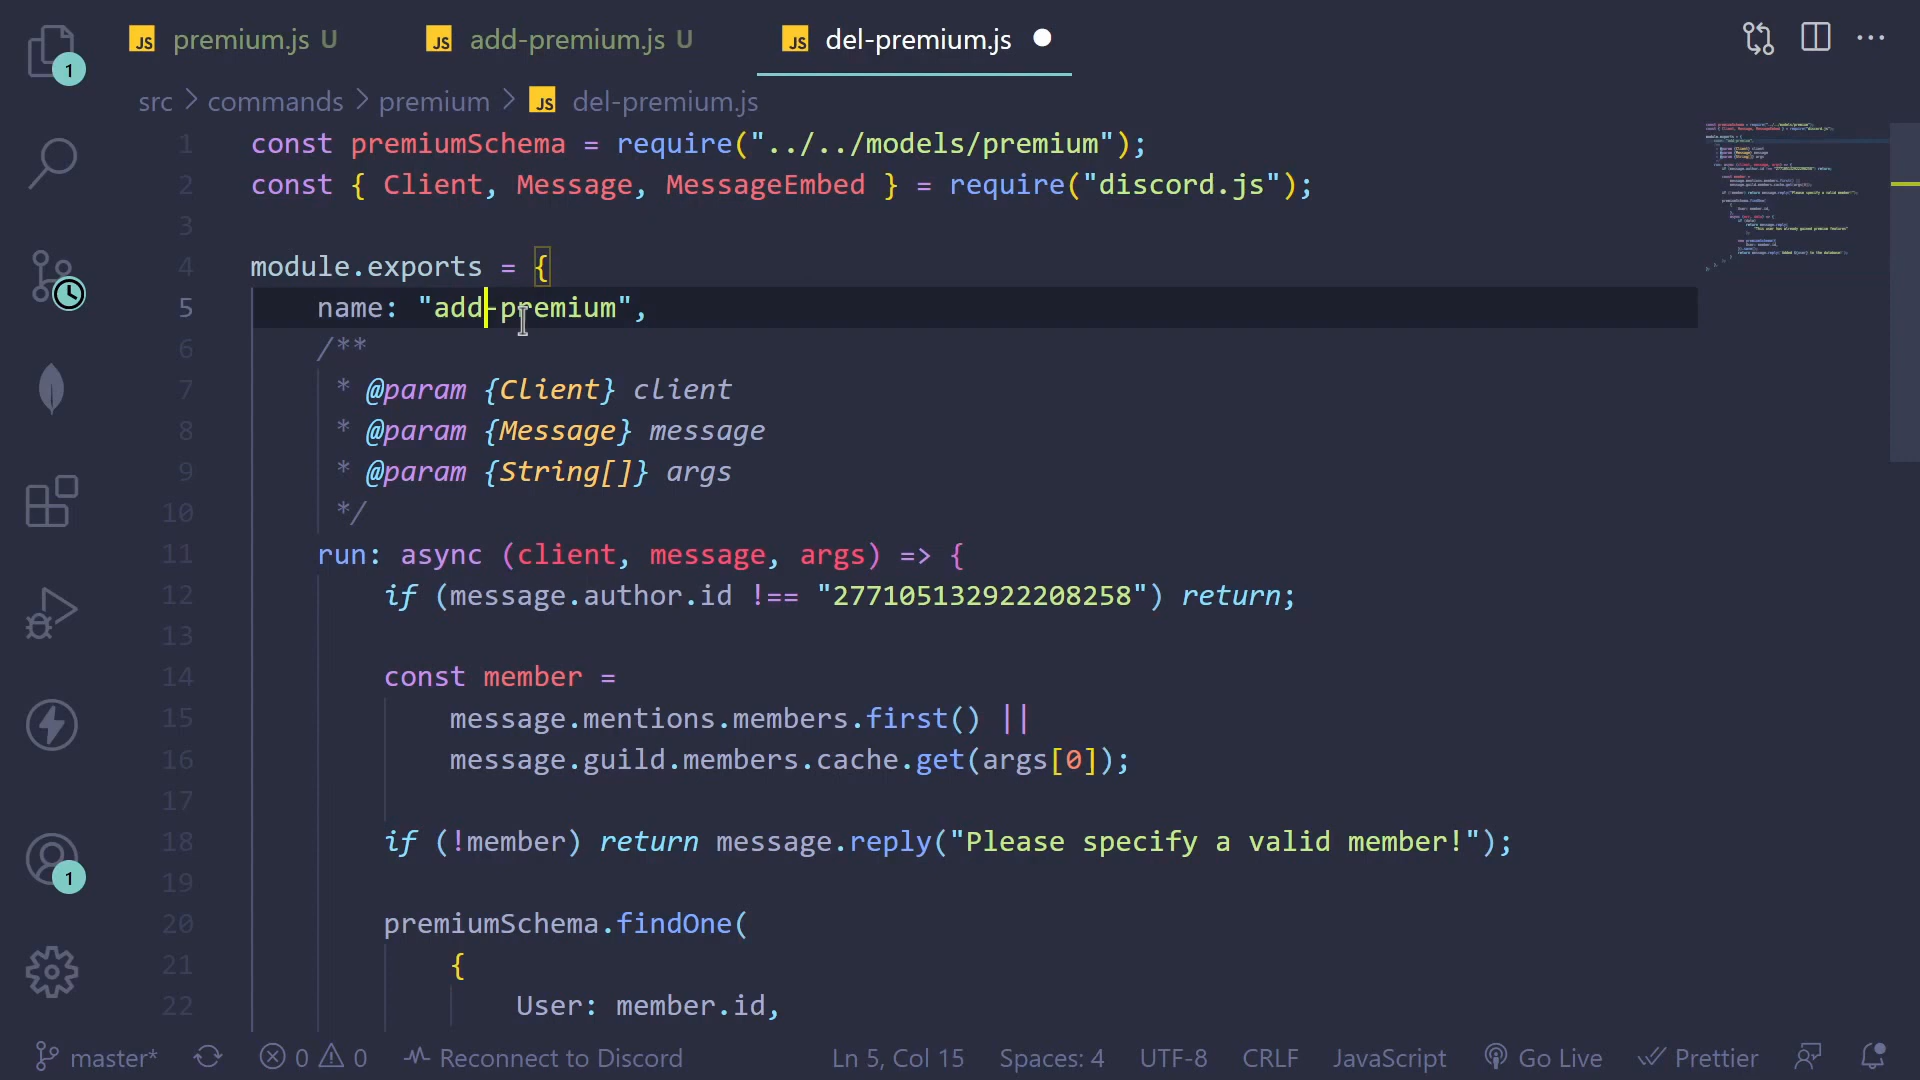 JS premium.js U JS add-premium.js U JS del-premium.js
src > commands > premium > JS del-premium.js
1 const premiumSchema = require("../../models/premium");
2 const { Client, Message, MessageEmbed } = require("discord.js");
3
4 module.exports = {
5 name: "add-premium",
6 /**
7 * @param {Client} client
8 * @param {Message} message
9 * @param {String[]} args
10 */
11 run: async (client, message, args) => {
12 if (message.author.id !== "277105132922208258") return;
13
14 const member =
15 message.mentions.members.first() ||
16 message.guild.members.cache.get(args[0]);
17
18 if (!member) return message.reply("Please specify a valid member!");
19
20 premiumSchema.findOne(
21 {
22 User: member.id,
1
1
master* 0 0 Reconnect to Discord Ln 5, Col 15 Spaces: 4 UTF-8 CRLF JavaScript Go Live Prettier